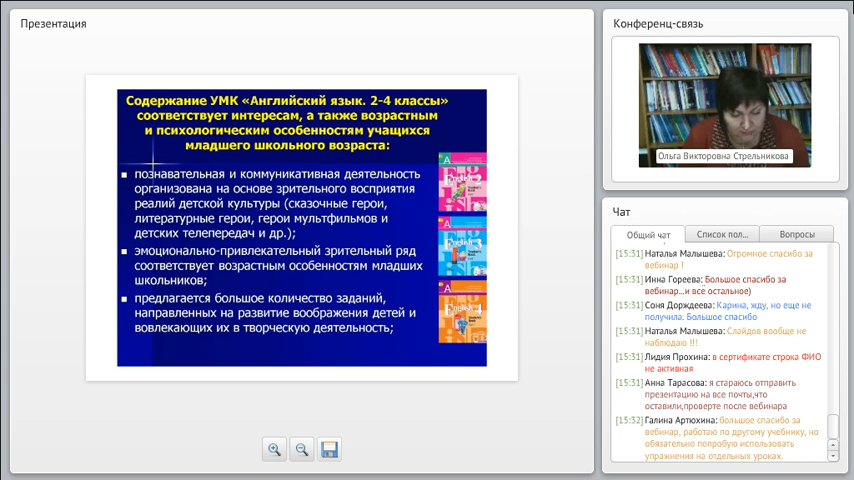 Презентация
Содержание УМК «Английский язык. 2-4 классы»
соответствует интересам, а также возрастным
и психологическим особенностям учащихся
младшего школьного возраста:
познавательная и коммуникативная деятельность
организована на основе зрительного восприятия
реалий детской культуры (сказочные герои,
литературные герои, герои мультфильмов и
детских телепередач и др.);
эмоционально-привлекательный зрительный ряд
соответствует возрастным особенностям младших
школьников;
предлагается большое количество заданий,
направленных на развитие воображения детей и
вовлекающих их в творческую деятельность;
A
English 2
A
English 3
A
English 4
Конференц-связь
Ольга Викторовна Стрельникова
Чат
Общий чат
Список пол...
Вопросы
[15:31] Наталья Малышева: Огромное спасибо за
вебинар !
[15:31] Инна Гореева: Большое спасибо за
вебинар...и всё остальное)
[15:31] Соня Дорждеева: Карина, жду, но еще не
получила. Большое спасибо
[15:31] Наталья Малышева: Слайдов вообще не
наблюдаю !!!
[15:31] Лидия Прохина: в сертификате строка ФИО
не активная
[15:31] Анна Тарасова: я стараюсь отправить
презентацию на все почты,что
оставили,проверте после вебинара
[15:32] Галина Артюхина: большое спасибо за
вебинар, работаю по другому учебнику, но
обязательно попробую использовать
упражнения на отдельных уроках.